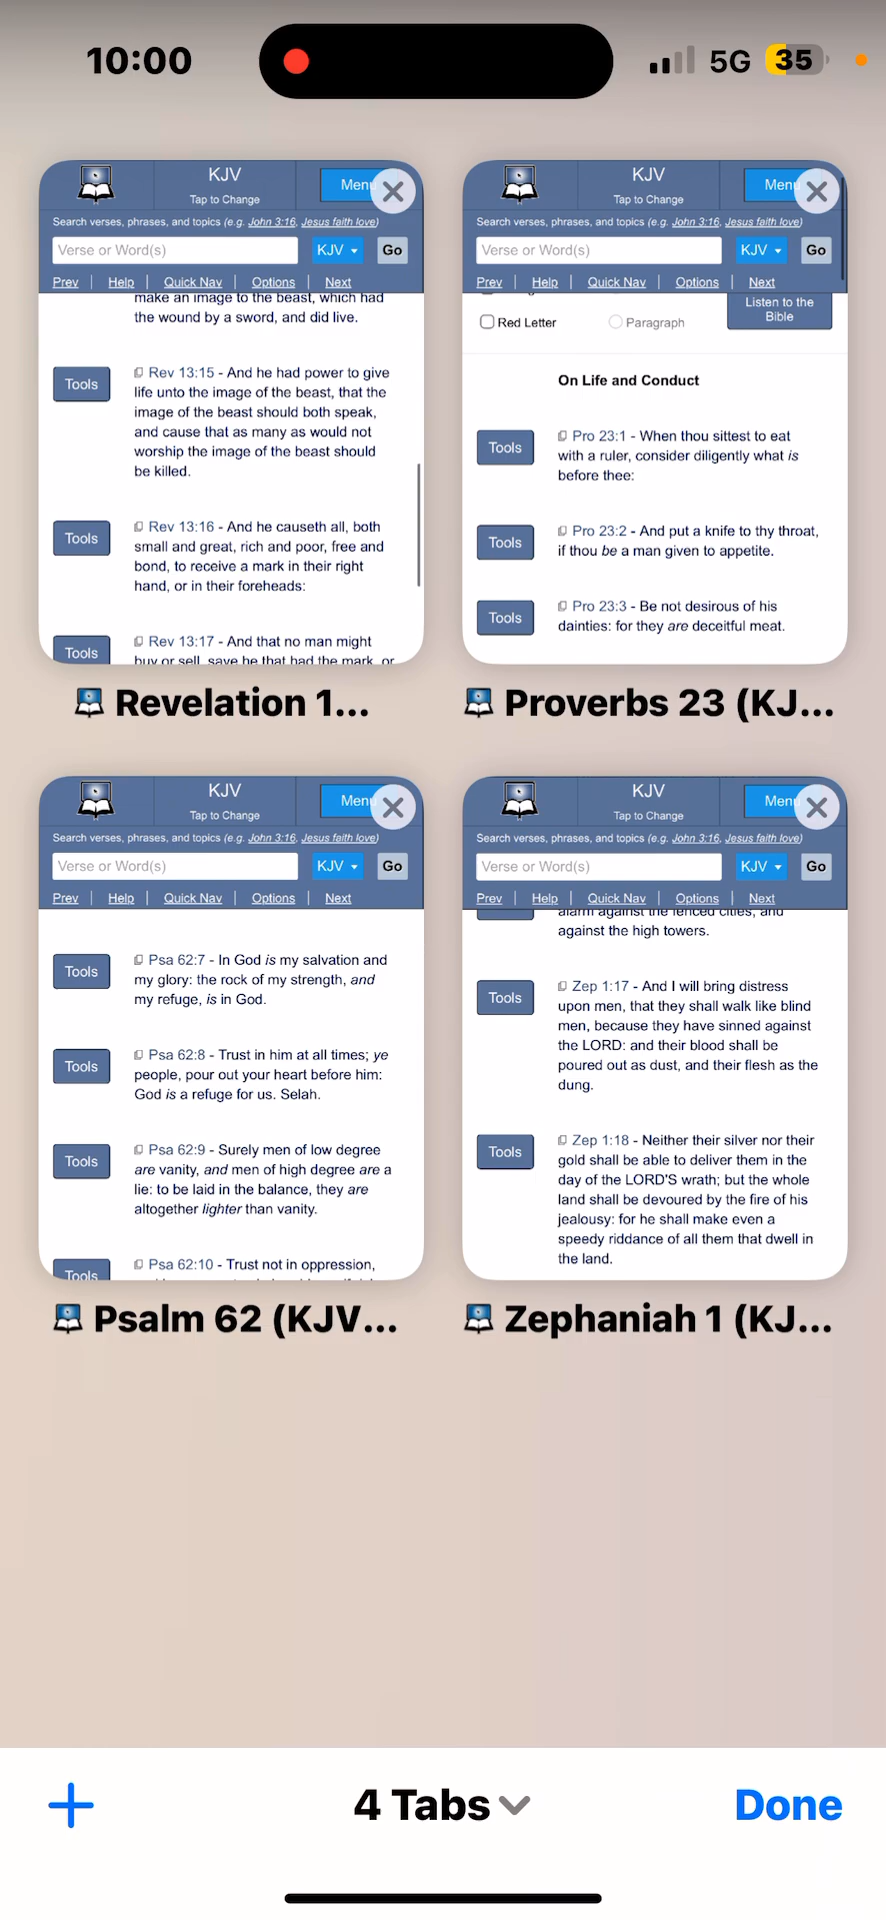 10:00
5G
35
KJV
Tap to Change
Menu
Search verses, phrases, and topics (e.g. John 3:16, Jesus faith love)
Verse or Word(s)
KJV
Go
Prev | Help | Quick Nav | Options | Next
make an image to the beast, which had
the wound by a sword, and did live.
Tools
Rev 13:15 - And he had power to give
life unto the image of the beast, that the
image of the beast should both speak,
and cause that as many as would not
worship the image of the beast should
be killed.
Tools
Rev 13:16 - And he causeth all, both
small and great, rich and poor, free and
bond, to receive a mark in their right
hand, or in their foreheads:
Tools
Rev 13:17 - And that no man might
buy or sell, save he that had the mark, or
Revelation 1...
KJV
Tap to Change
Menu
Search verses, phrases, and topics (e.g. John 3:16, Jesus faith love)
Verse or Word(s)
KJV
Go
Prev | Help | Quick Nav | Options | Next
Red Letter
Paragraph
Listen to the
Bible
On Life and Conduct
Tools
Pro 23:1 - When thou sittest to eat
with a ruler, consider diligently what is
before thee:
Tools
Pro 23:2 - And put a knife to thy throat,
if thou be a man given to appetite.
Tools
Pro 23:3 - Be not desirous of his
dainties: for they are deceitful meat.
Proverbs 23 (KJ...
KJV
Tap to Change
Menu
Search verses, phrases, and topics (e.g. John 3:16, Jesus faith love)
Verse or Word(s)
KJV
Go
Prev | Help | Quick Nav | Options | Next
Tools
Psa 62:7 - In God is my salvation and
my glory: the rock of my strength, and
my refuge, is in God.
Tools
Psa 62:8 - Trust in him at all times; ye
people, pour out your heart before him:
God is a refuge for us. Selah.
Tools
Psa 62:9 - Surely men of low degree
are vanity, and men of high degree are a
lie: to be laid in the balance, they are
altogether lighter than vanity.
Tools
Psa 62:10 - Trust not in oppression,
Psalm 62 (KJV...
KJV
Tap to Change
Menu
Search verses, phrases, and topics (e.g. John 3:16, Jesus faith love)
Verse or Word(s)
KJV
Go
Prev | Help | Quick Nav | Options | Next
alarm against the fenced cities, and
against the high towers.
Tools
Zep 1:17 - And I will bring distress
upon men, that they shall walk like blind
men, because they have sinned against
the LORD: and their blood shall be
poured out as dust, and their flesh as the
dung.
Tools
Zep 1:18 - Neither their silver nor their
gold shall be able to deliver them in the
day of the LORD'S wrath; but the whole
land shall be devoured by the fire of his
jealousy: for he shall make even a
speedy riddance of all them that dwell in
the land.
Zephaniah 1 (KJ...
4 Tabs
Done